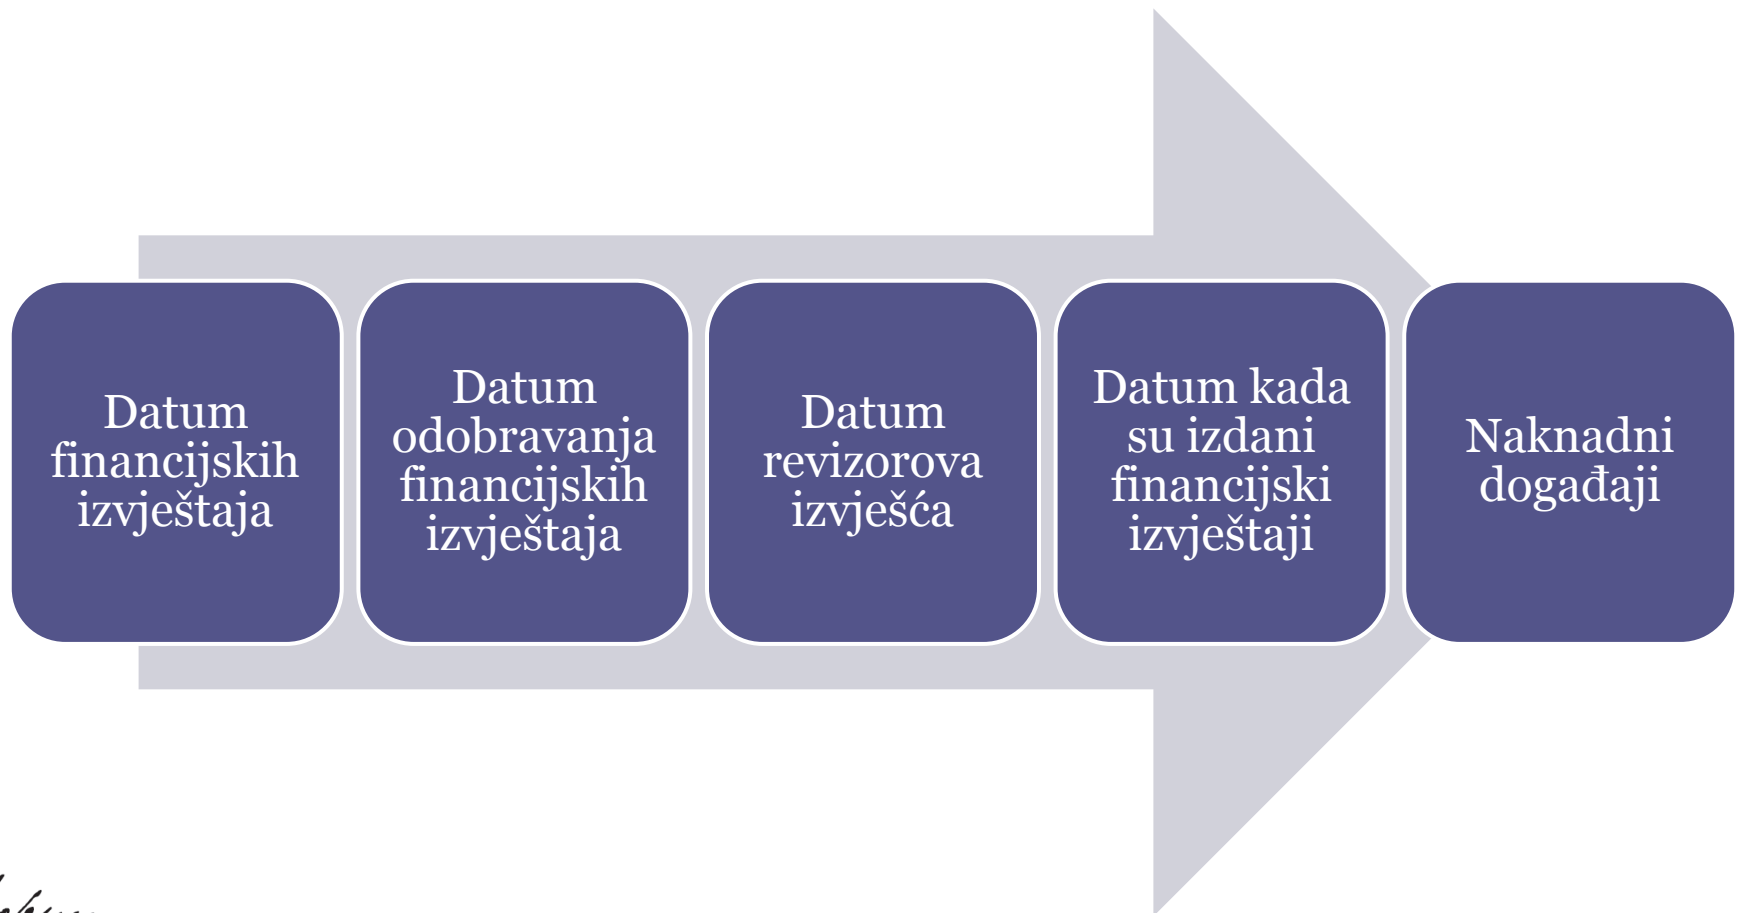 Datum
financijskih
izvještaja
Datum
odobravanja
financijskih
izvještaja
Datum
revizorova
izvješća
Datum kada
su izdani
financijski
izvještaji
Naknadni
događaji